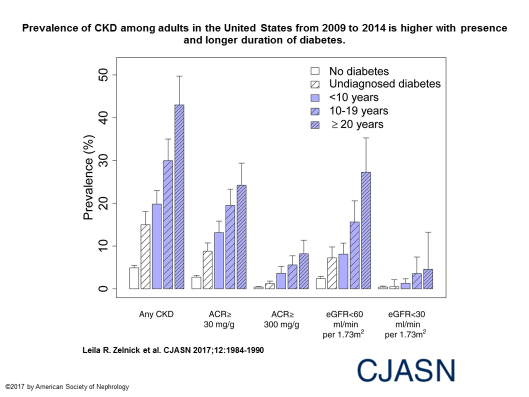 Prevalence of CKD among adults in the United States from 2009 to 2014 is higher with presence
and longer duration of diabetes.
No diabetes
Undiagnosed diabetes
<10 years
10-19 years
≥ 20 years
Prevalence (%)
50
40
30
20
10
0
Any CKD
ACR≥
30 mg/g
ACR≥
300 mg/g
eGFR<60
ml/min
per 1.73m²
eGFR<30
ml/min
per 1.73m²
Leila R. Zelnick et al. CJASN 2017;12:1984-1990
CJASN
©2017 by American Society of Nephrology